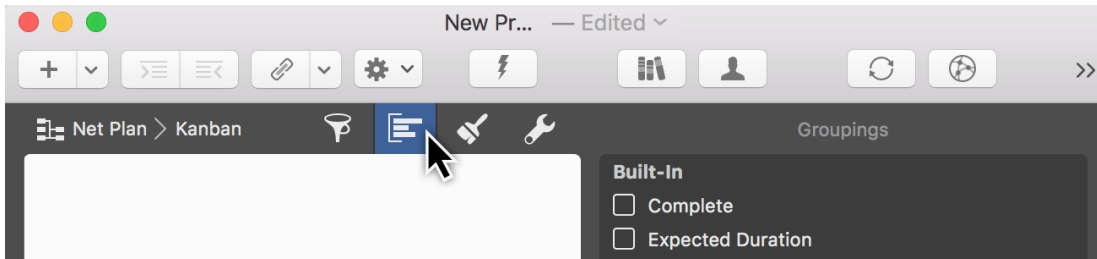 New Pr... — Edited
Net Plan > Kanban
Groupings
Built-In
Complete
Expected Duration